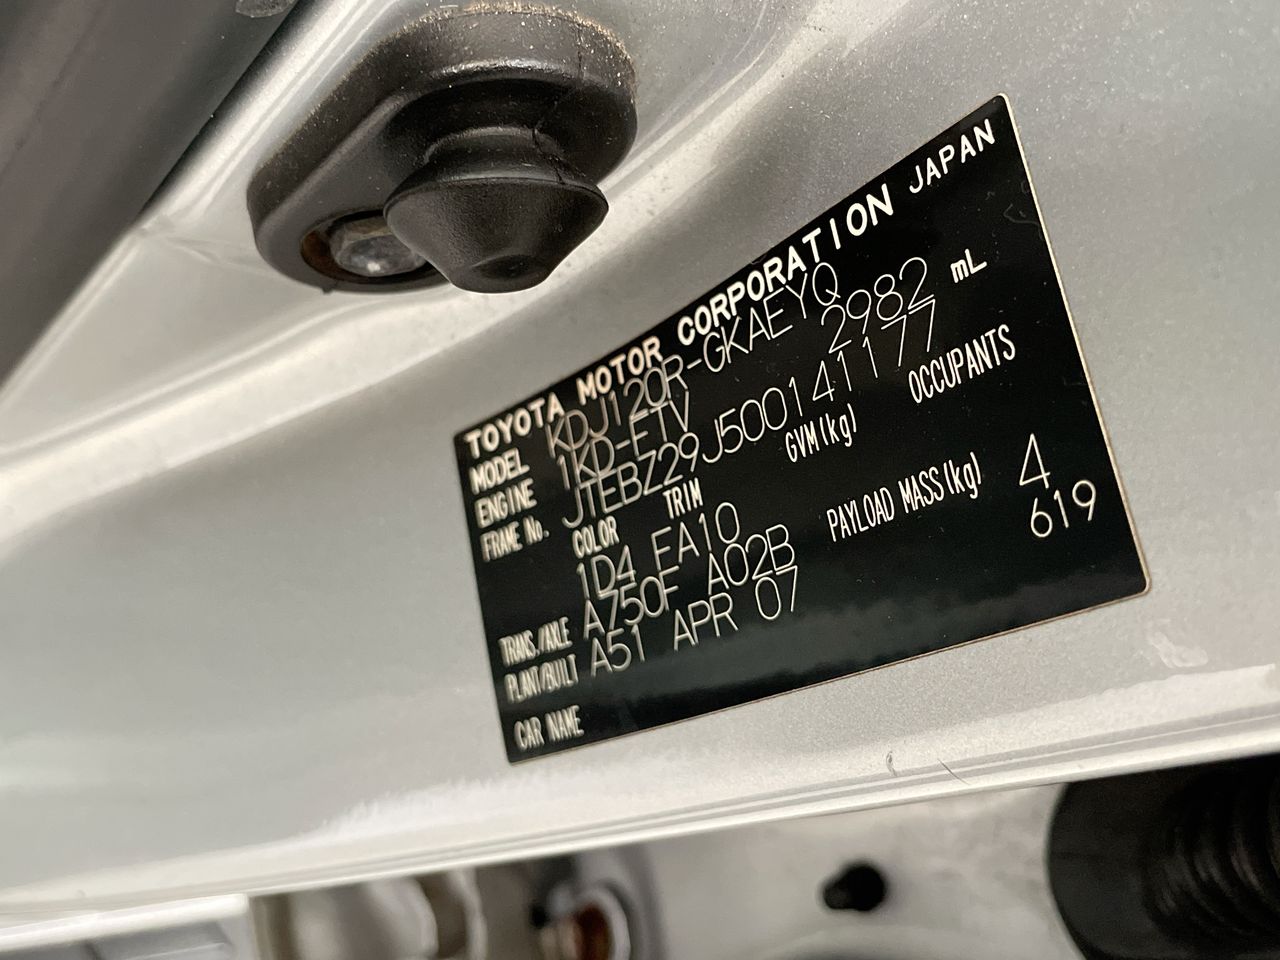 TOYOTA MOTOR CORPORATION JAPAN
MODEL KDJ120R-GKAEYQ
ENGINE 1KD-FTV 2982 mL
FRAME No. JTEBZ29J500141177
COLOR TRIM GVM(kg) OCCUPANTS
1D4 FA10 4
TRANS./AXLE A750F A02B PAYLOAD MASS(kg) 619
PLANT/BUILT A51 APR 07
CAR NAME